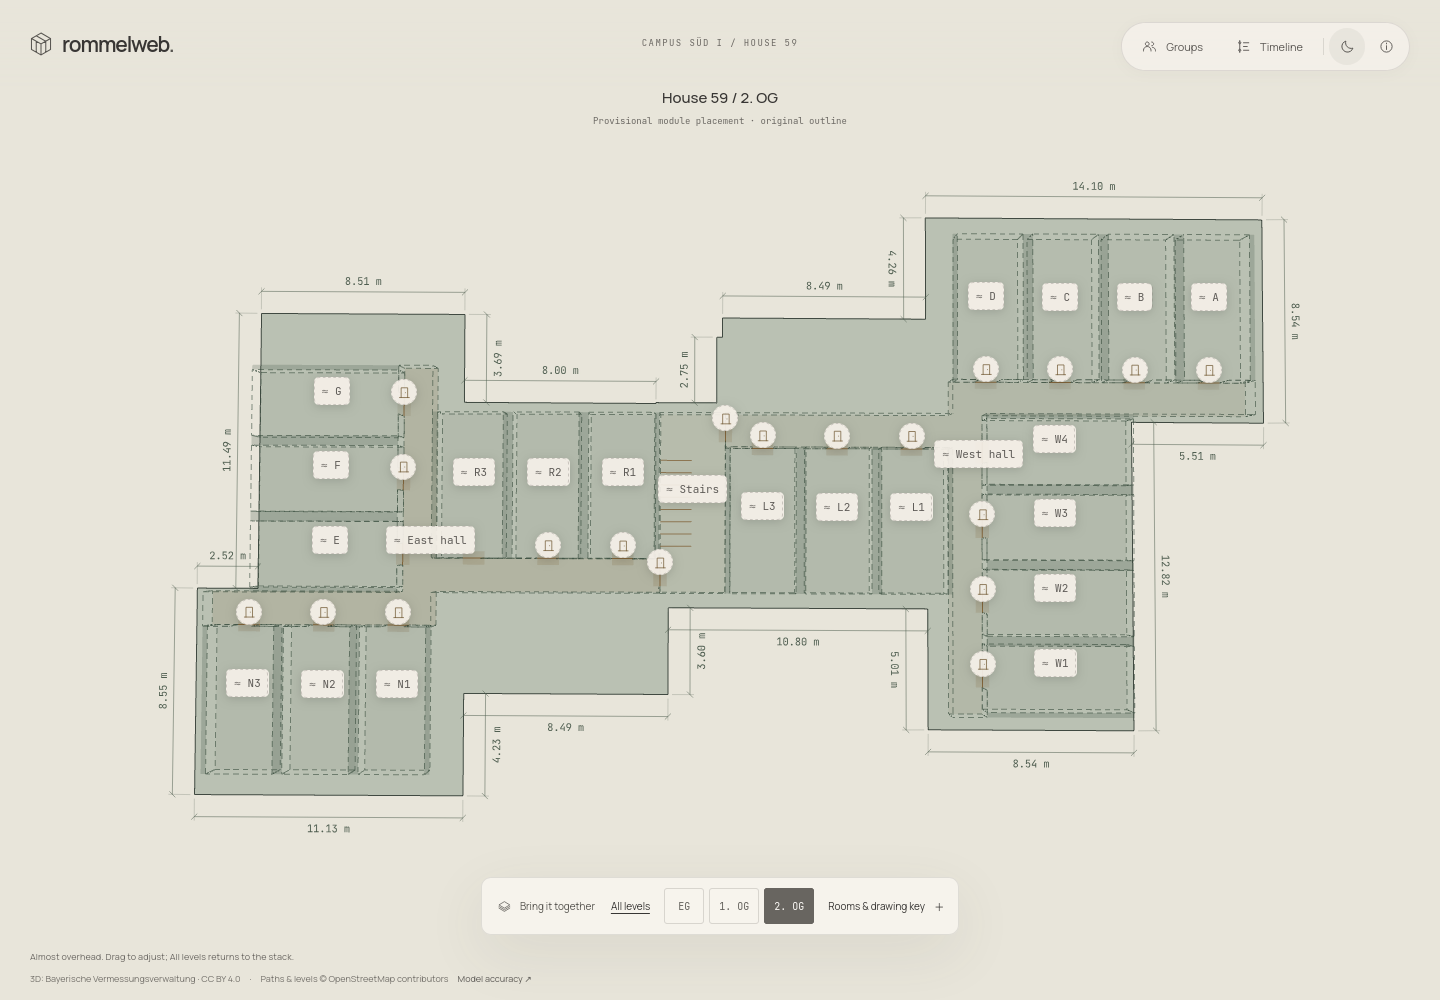 rommelweb.
CAMPUS SÜD I / HOUSE 59
Groups
Timeline
House 59 / 2. OG
Provisional module placement · original outline
14.10 m
4.26 m
8.51 m
8.49 m
≈ D
≈ C
≈ B
≈ A
8.54 m
3.69 m
8.00 m
2.75 m
≈ G
11.49 m
≈ F
≈ R3
≈ R2
≈ R1
≈ Stairs
≈ West hall
≈ W4
5.51 m
≈ L3
≈ L2
≈ L1
≈ W3
≈ E
≈ East hall
2.52 m
12.82 m
≈ W2
10.80 m
3.60 m
5.01 m
≈ W1
8.55 m
≈ N3
≈ N2
≈ N1
8.49 m
4.23 m
8.54 m
11.13 m
Bring it together
All levels
EG
1. OG
2. OG
Rooms & drawing key +
Almost overhead. Drag to adjust; All levels returns to the stack.
3D: Bayerische Vermessungsverwaltung · CC BY 4.0 · Paths & levels © OpenStreetMap contributors Model accuracy ↗